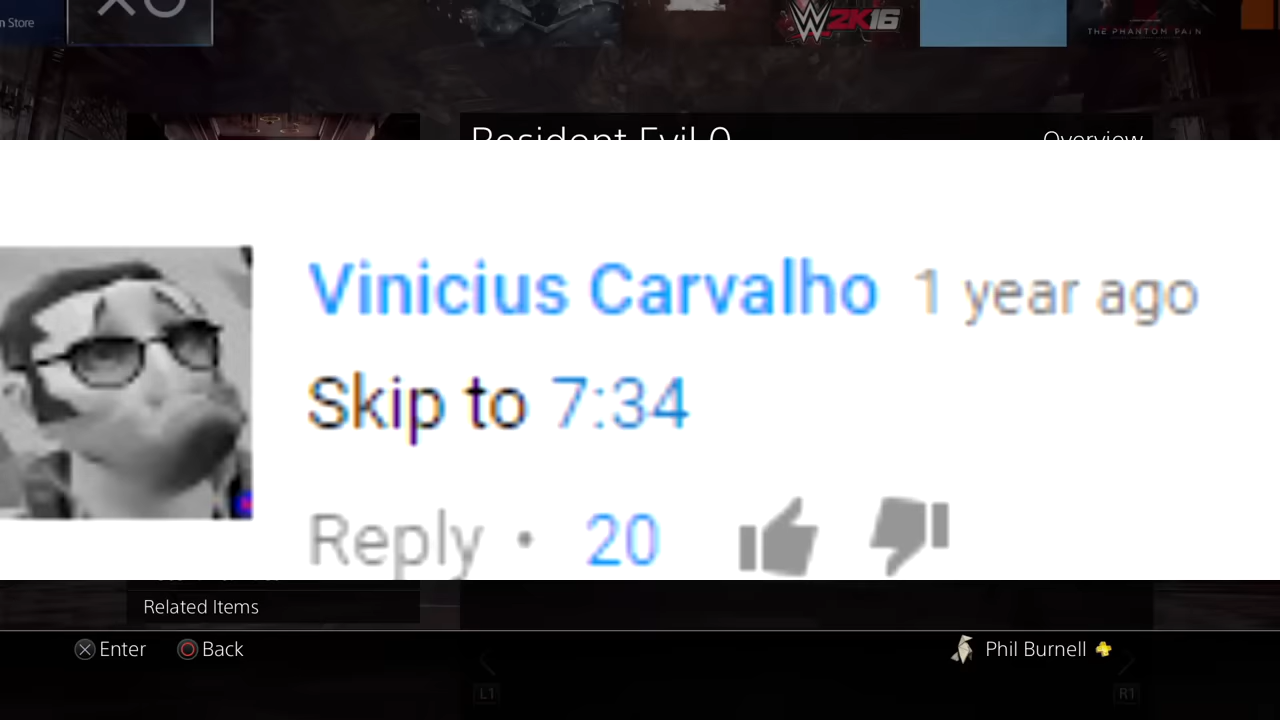 n Store
XO
W2K16
THE PHANTOM PAIN
Resident Evil 0
Overview
Vinicius Carvalho 1 year ago
Skip to 7:34
Reply • 20
Related Items
Enter Back
Phil Burnell
L1
R1